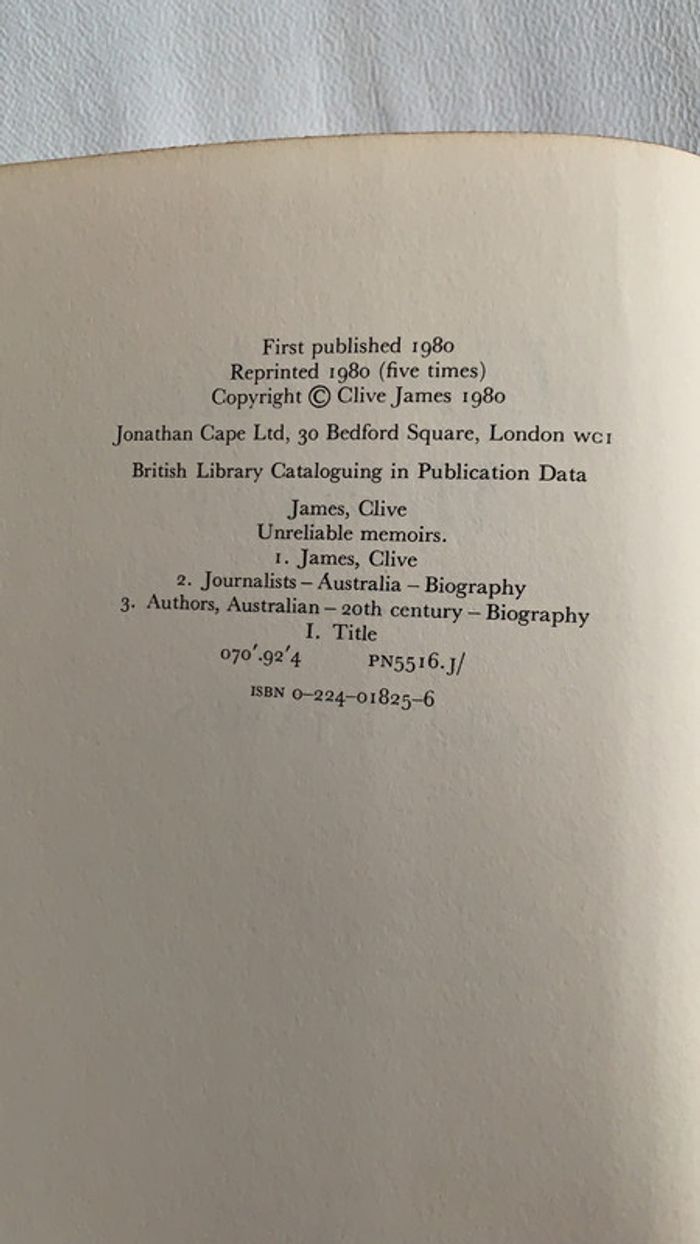 First published 1980
Reprinted 1980 (five times)
Copyright © Clive James 1980
Jonathan Cape Ltd, 30 Bedford Square, London WC1
British Library Cataloguing in Publication Data
James, Clive
Unreliable memoirs.
1. James, Clive
2. Journalists – Australia – Biography
3. Authors, Australian – 20th century – Biography
I. Title
070'.92'4 PN5516.J/
ISBN 0–224–01825–6